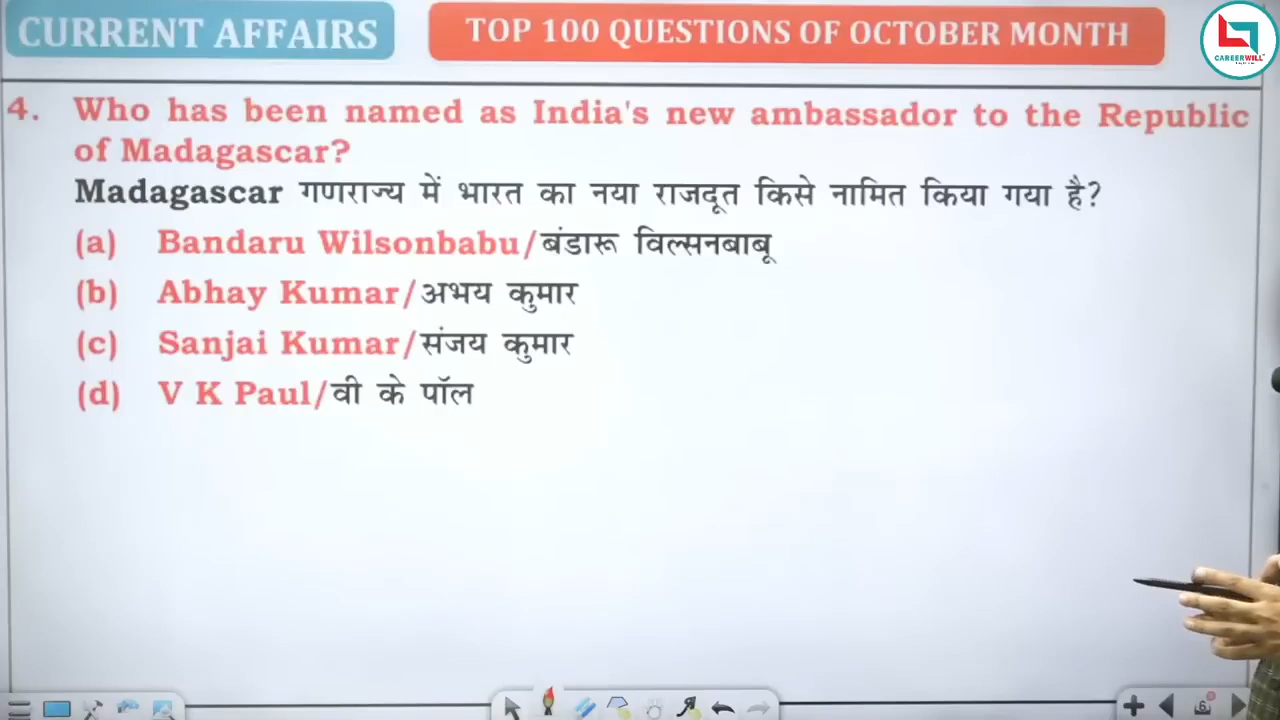 CURRENT AFFAIRS
TOP 100 QUESTIONS OF OCTOBER MONTH
CAREERWILL
4. Who has been named as India's new ambassador to the Republic
of Madagascar?
Madagascar गणराज्य में भारत का नया राजदूत किसे नामित किया गया है?
(a) Bandaru Wilsonbabu/बंडारू विल्सनबाबू
(b) Abhay Kumar/अभय कुमार
(c) Sanjai Kumar/संजय कुमार
(d) V K Paul/वी के पॉल
6